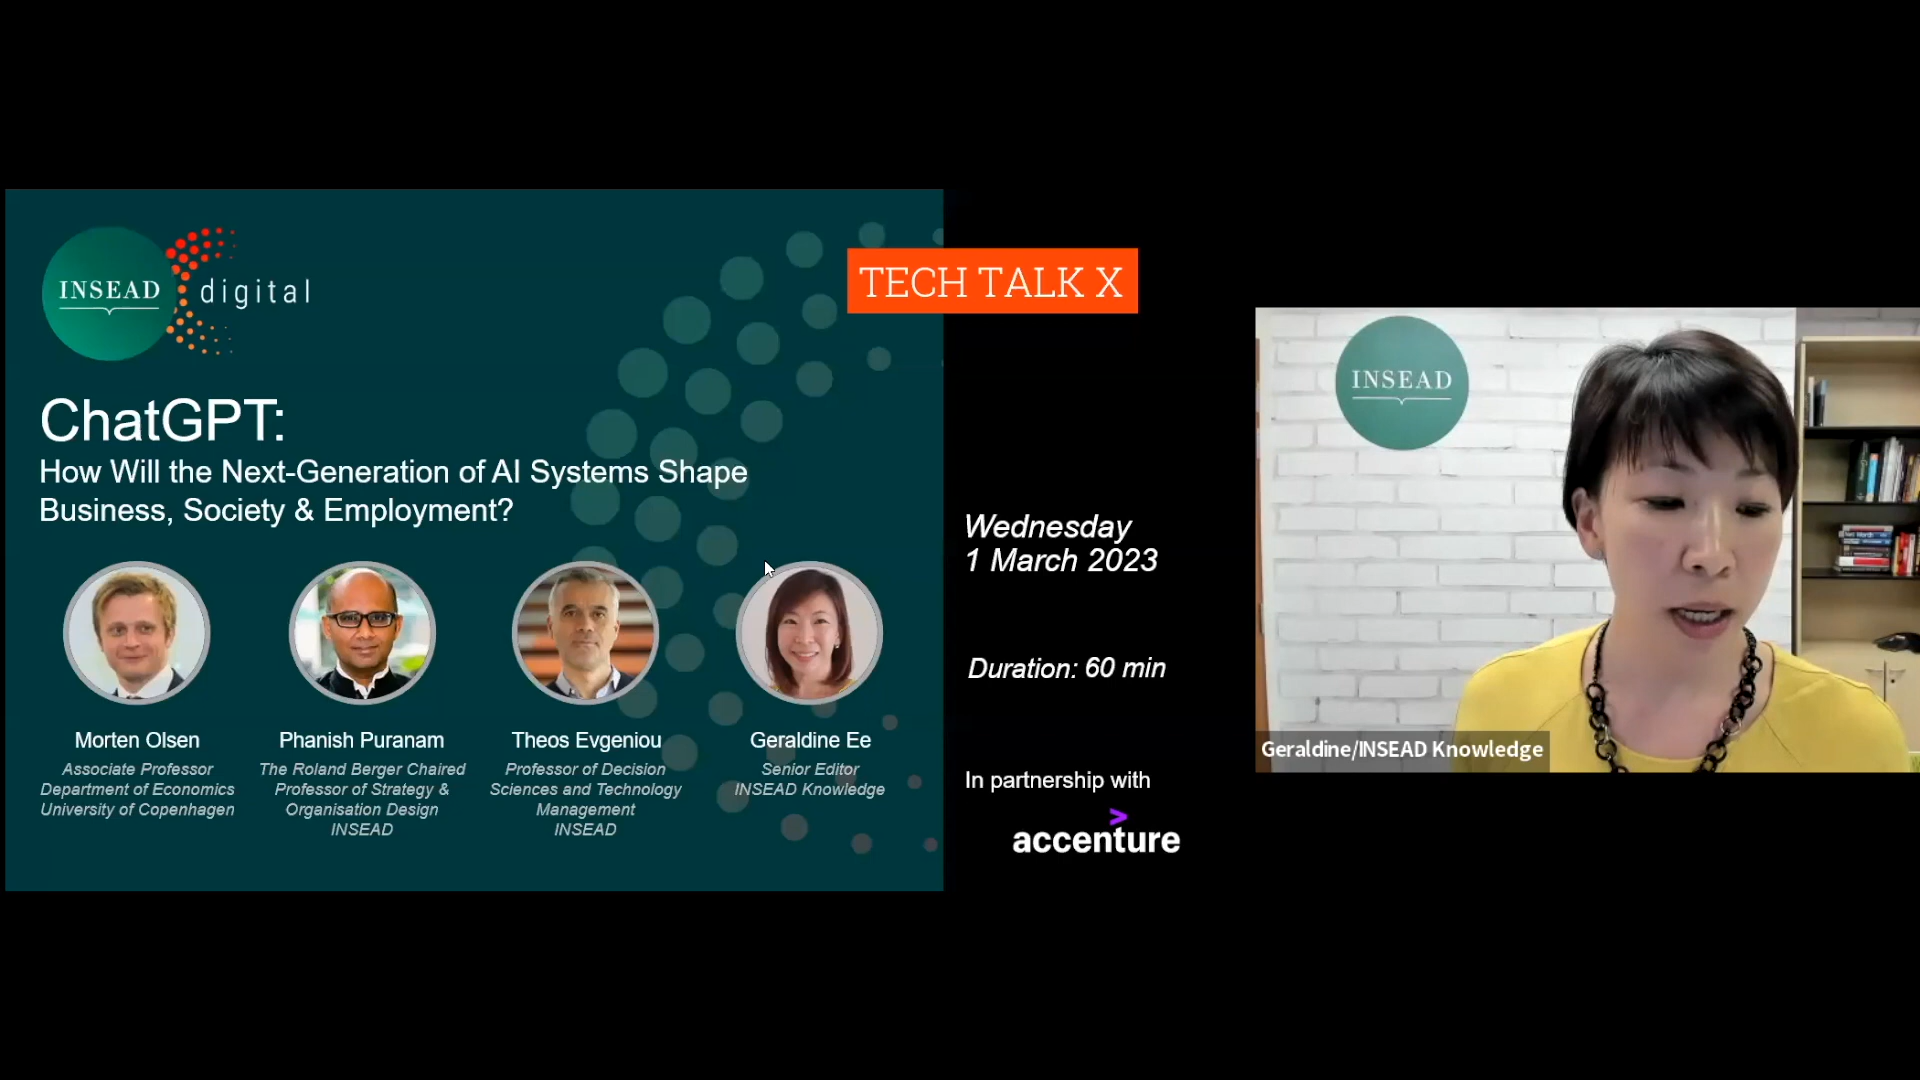 INSEAD
digital
TECH TALK X
ChatGPT:
How Will the Next-Generation of AI Systems Shape
Business, Society & Employment?
Morten Olsen
Associate Professor
Department of Economics
University of Copenhagen
Phanish Puranam
The Roland Berger Chaired
Professor of Strategy &
Organisation Design
INSEAD
Theos Evgeniou
Professor of Decision
Sciences and Technology
Management
INSEAD
Geraldine Ee
Senior Editor
INSEAD Knowledge
Wednesday
1 March 2023
Duration: 60 min
In partnership with
accenture
INSEAD
Geraldine/INSEAD Knowledge